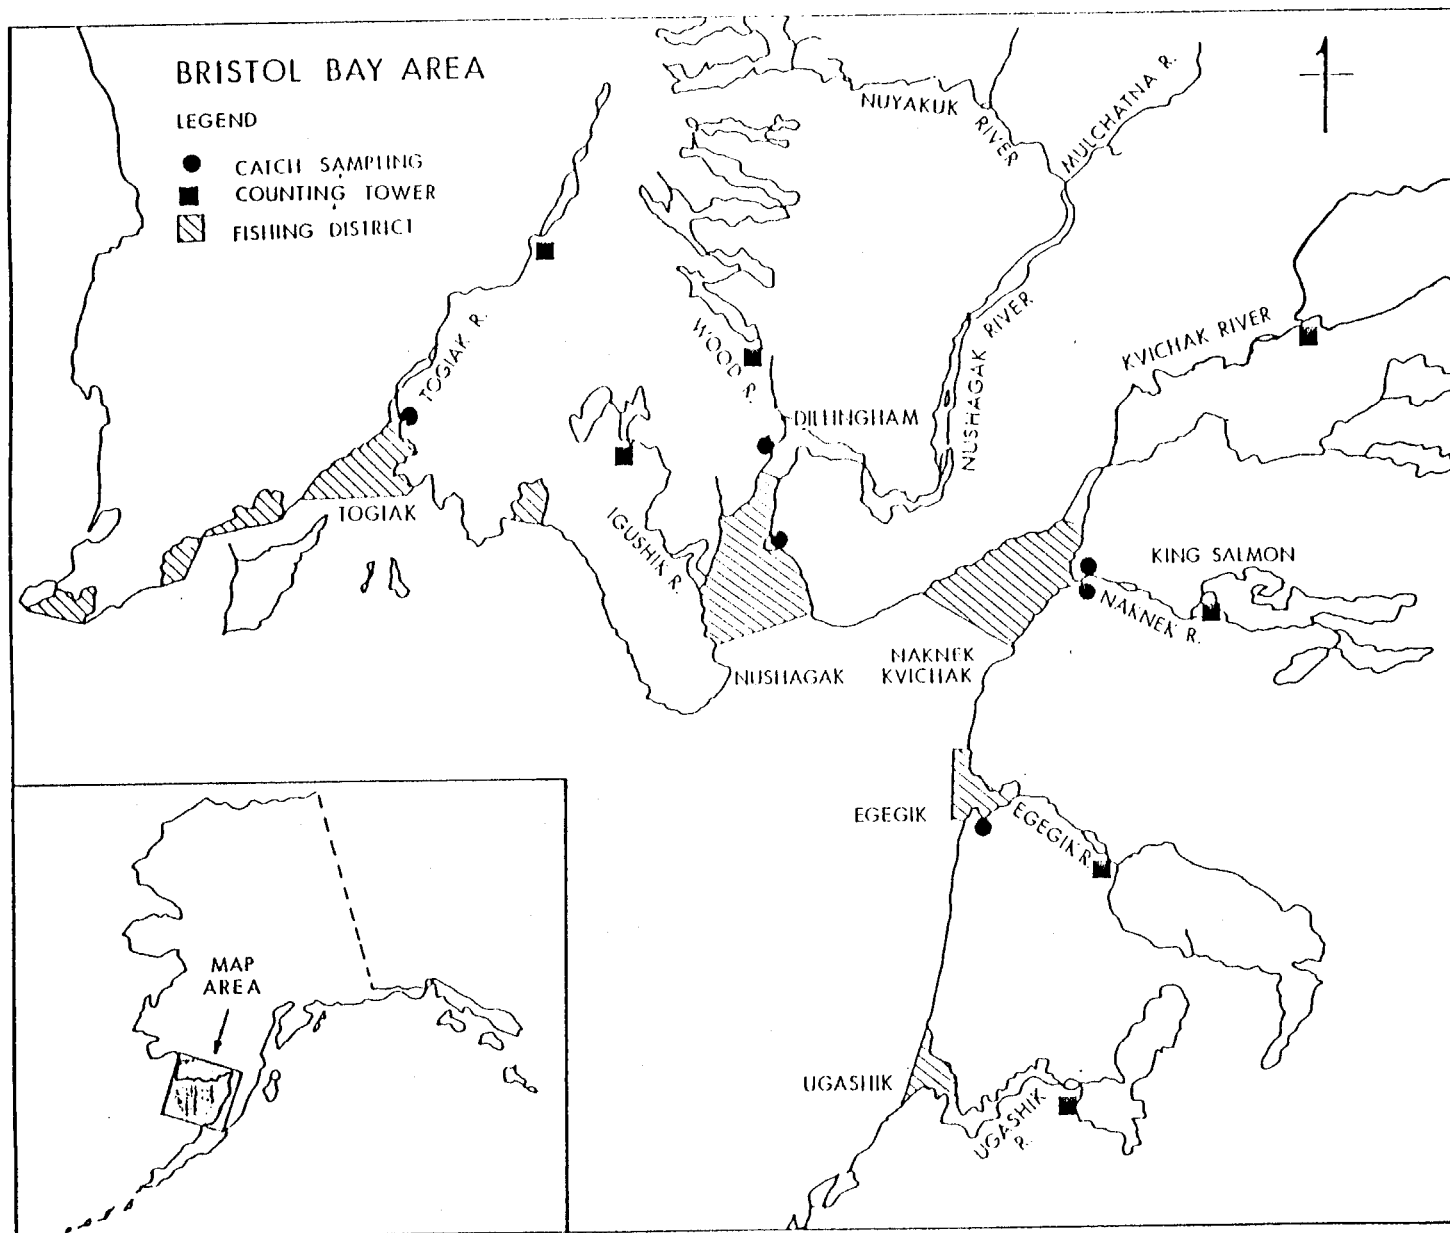 BRISTOL BAY AREA
LEGEND
CATCH SAMPLING
COUNTING TOWER
FISHING DISTRICT
NUYAKUK
RIVER
MULCHATNA R.
TOGIAK R.
WOOD R.
NUSHAGAK RIVER
KVICHAK RIVER
DILLINGHAM
TOGIAK
IGUSHIK R.
KING SALMON
NAKNEK R.
NUSHAGAK
NAKNEK
KVICHAK
EGEGIK
EGEGIK R.
MAP
AREA
UGASHIK
UGASHIK
R.